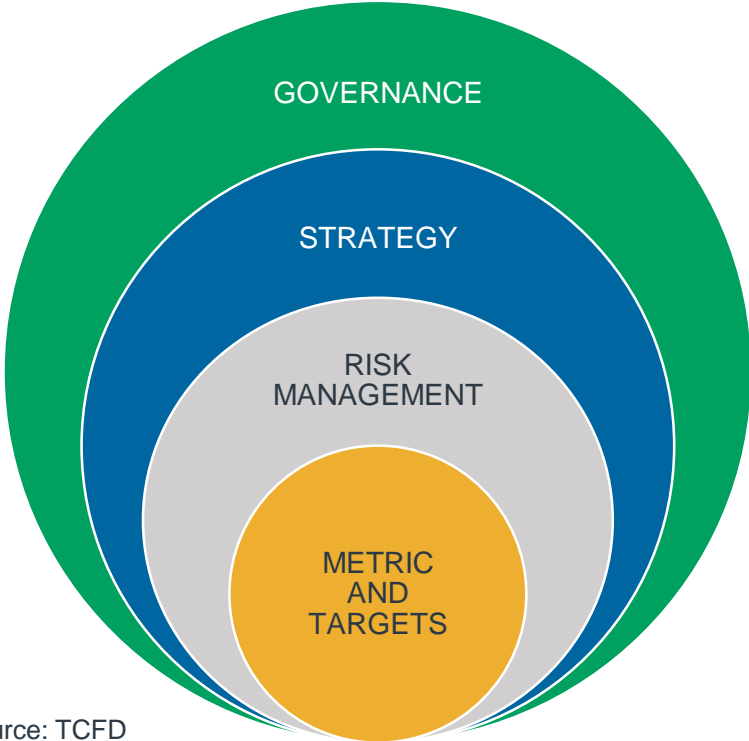 GOVERNANCE
STRATEGY
RISK
MANAGEMENT
METRIC
AND
TARGETS
urce: TCFD